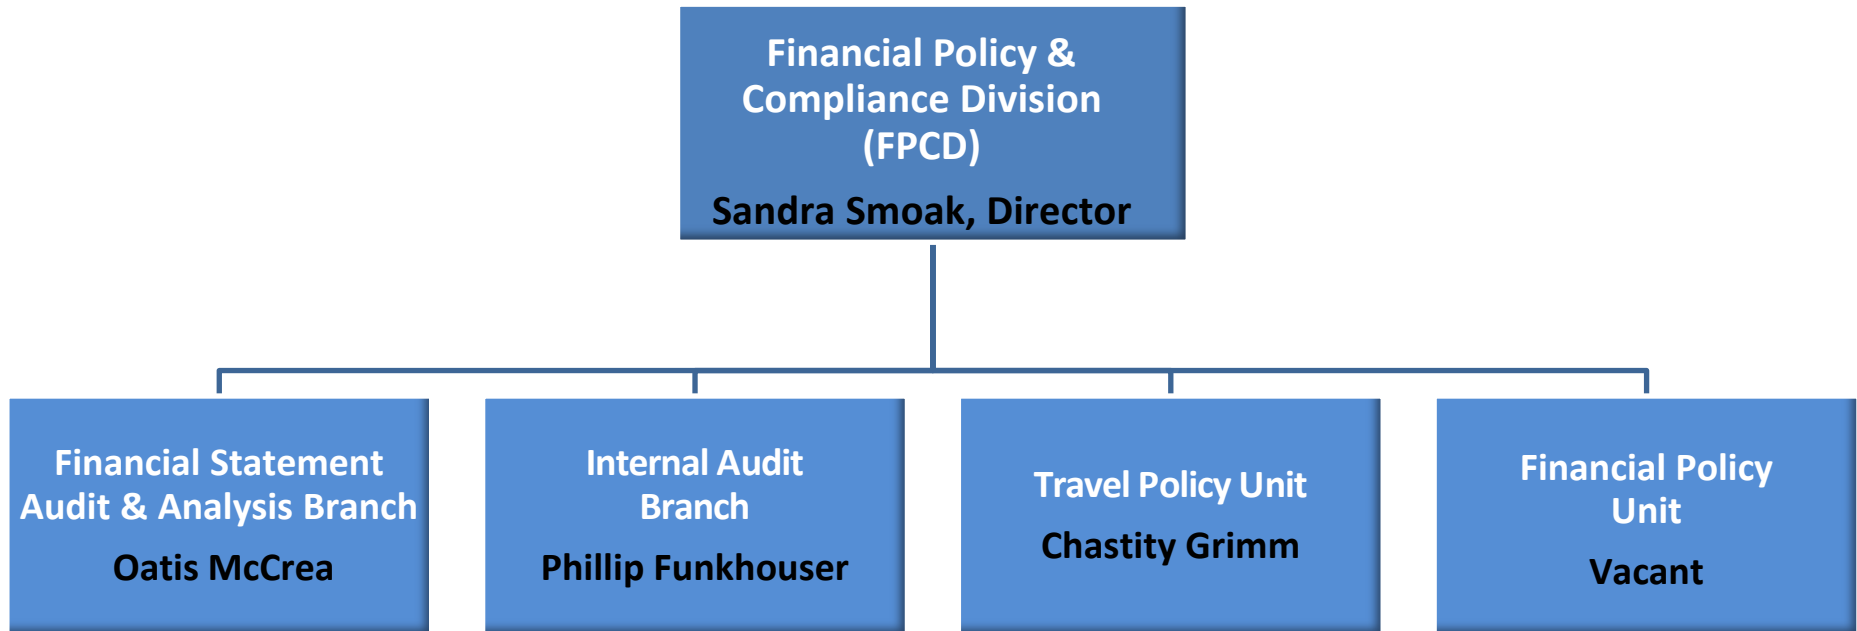 Financial Policy &
Compliance Division
(FPCD)
Sandra Smoak, Director
Financial Statement
Audit & Analysis Branch
Oatis McCrea
Internal Audit
Branch
Phillip Funkhouser
Travel Policy Unit
Chastity Grimm
Financial Policy
Unit
Vacant